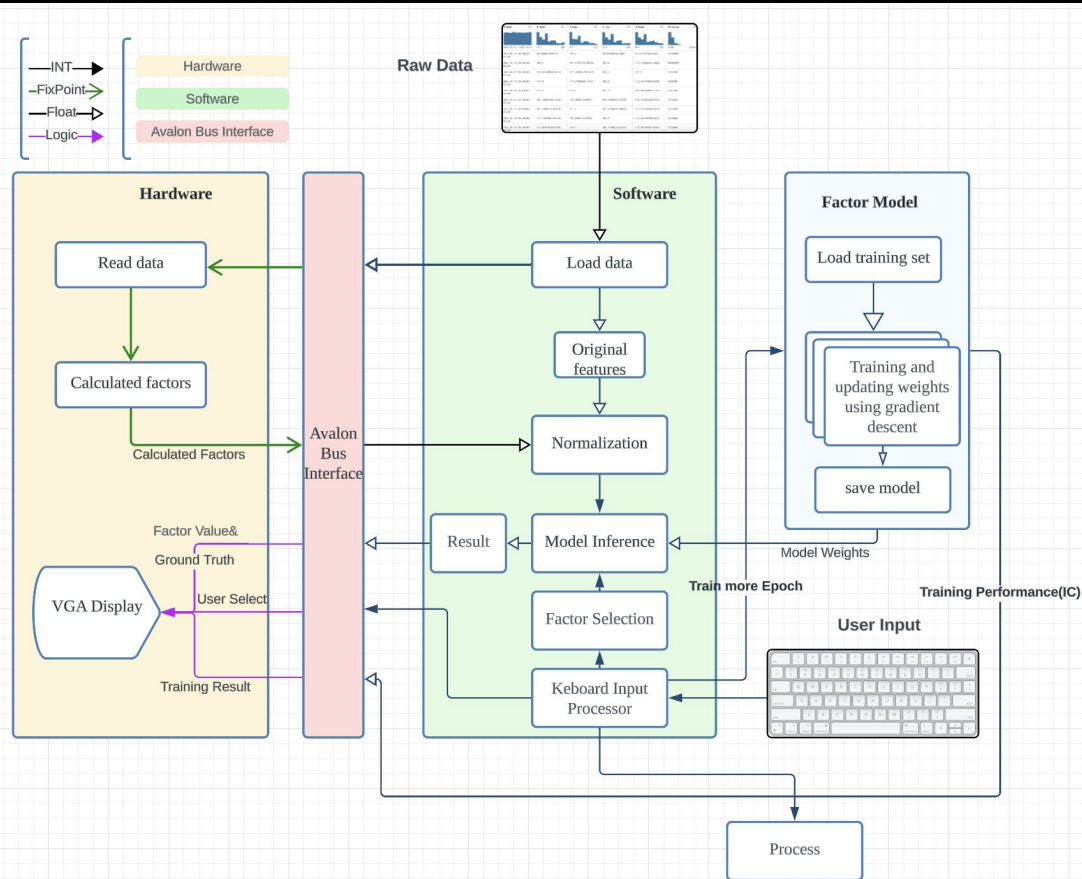 Raw Data
INT
FixPoint
Float
Logic
Hardware
Software
Avalon Bus Interface
Hardware
Read data
Calculated factors
Calculated Factors
Factor Value&
Ground Truth
User Select
VGA Display
Training Result
Avalon
Bus
Interface
Software
Load data
Original
features
Normalization
Result
Model Inference
Factor Selection
Keboard Input
Processor
Factor Model
Load training set
Training and
updating weights
using gradient
descent
save model
Model Weights
Train more Epoch
Training Performance(IC)
User Input
Process